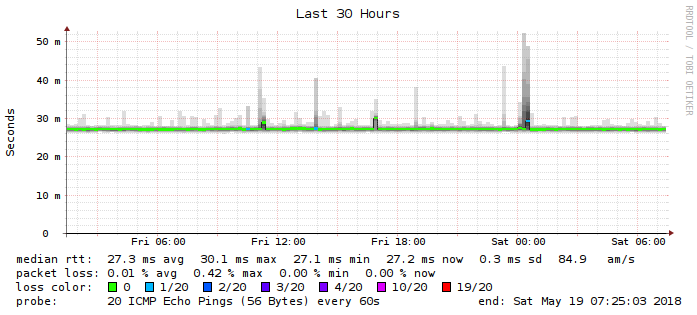 Last 30 Hours
RRDTOOL / TOBI OETIKER
Seconds
50 m
40 m
30 m
20 m
10 m
0
Fri 06:00 Fri 12:00 Fri 18:00 Sat 00:00 Sat 06:00
median rtt: 27.3 ms avg 30.1 ms max 27.1 ms min 27.2 ms now 0.3 ms sd 84.9 am/s
packet loss: 0.01 % avg 0.42 % max 0.00 % min 0.00 % now
loss color: 0 1/20 2/20 3/20 4/20 10/20 19/20
probe: 20 ICMP Echo Pings (56 Bytes) every 60s end: Sat May 19 07:25:03 2018